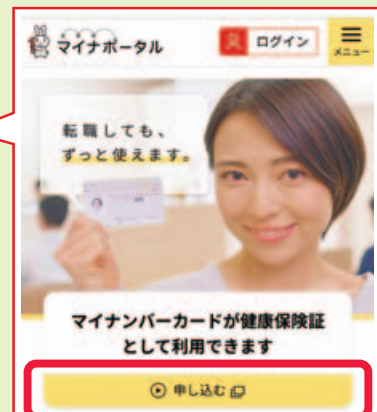 マイナポータル
ログイン
メニュー
転職しても、
ずっと使えます。
マイナンバーカードが健康保険証
として利用できます
申し込む